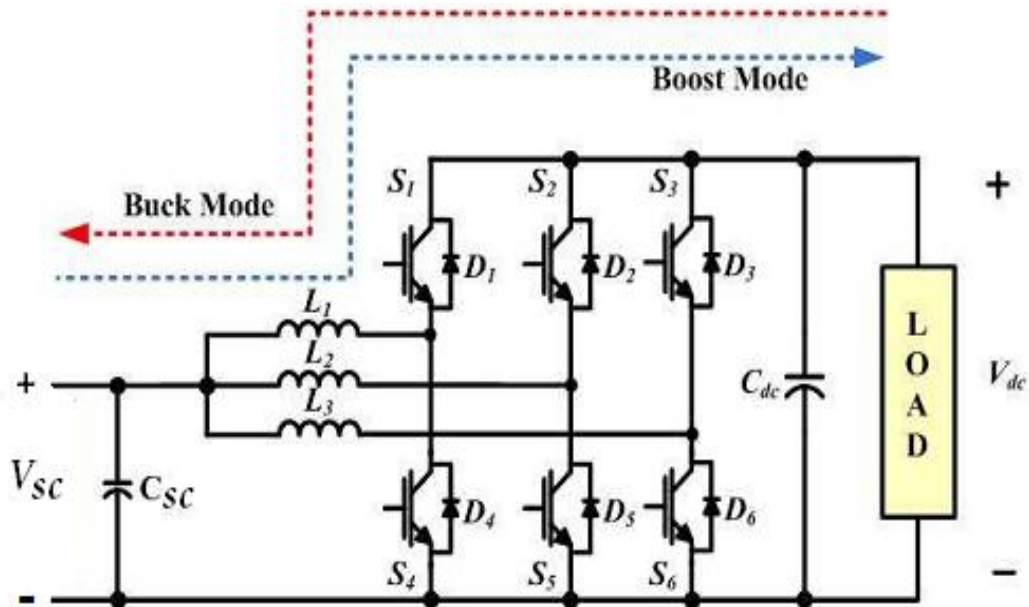 Boost Mode
Buck Mode
S1 S2 S3
D1 D2 D3
L1
L2
L3
+
+
-
VSC
CSC
Cdc
LOAD
Vdc
D4 D5 D6
S4 S5 S6
-